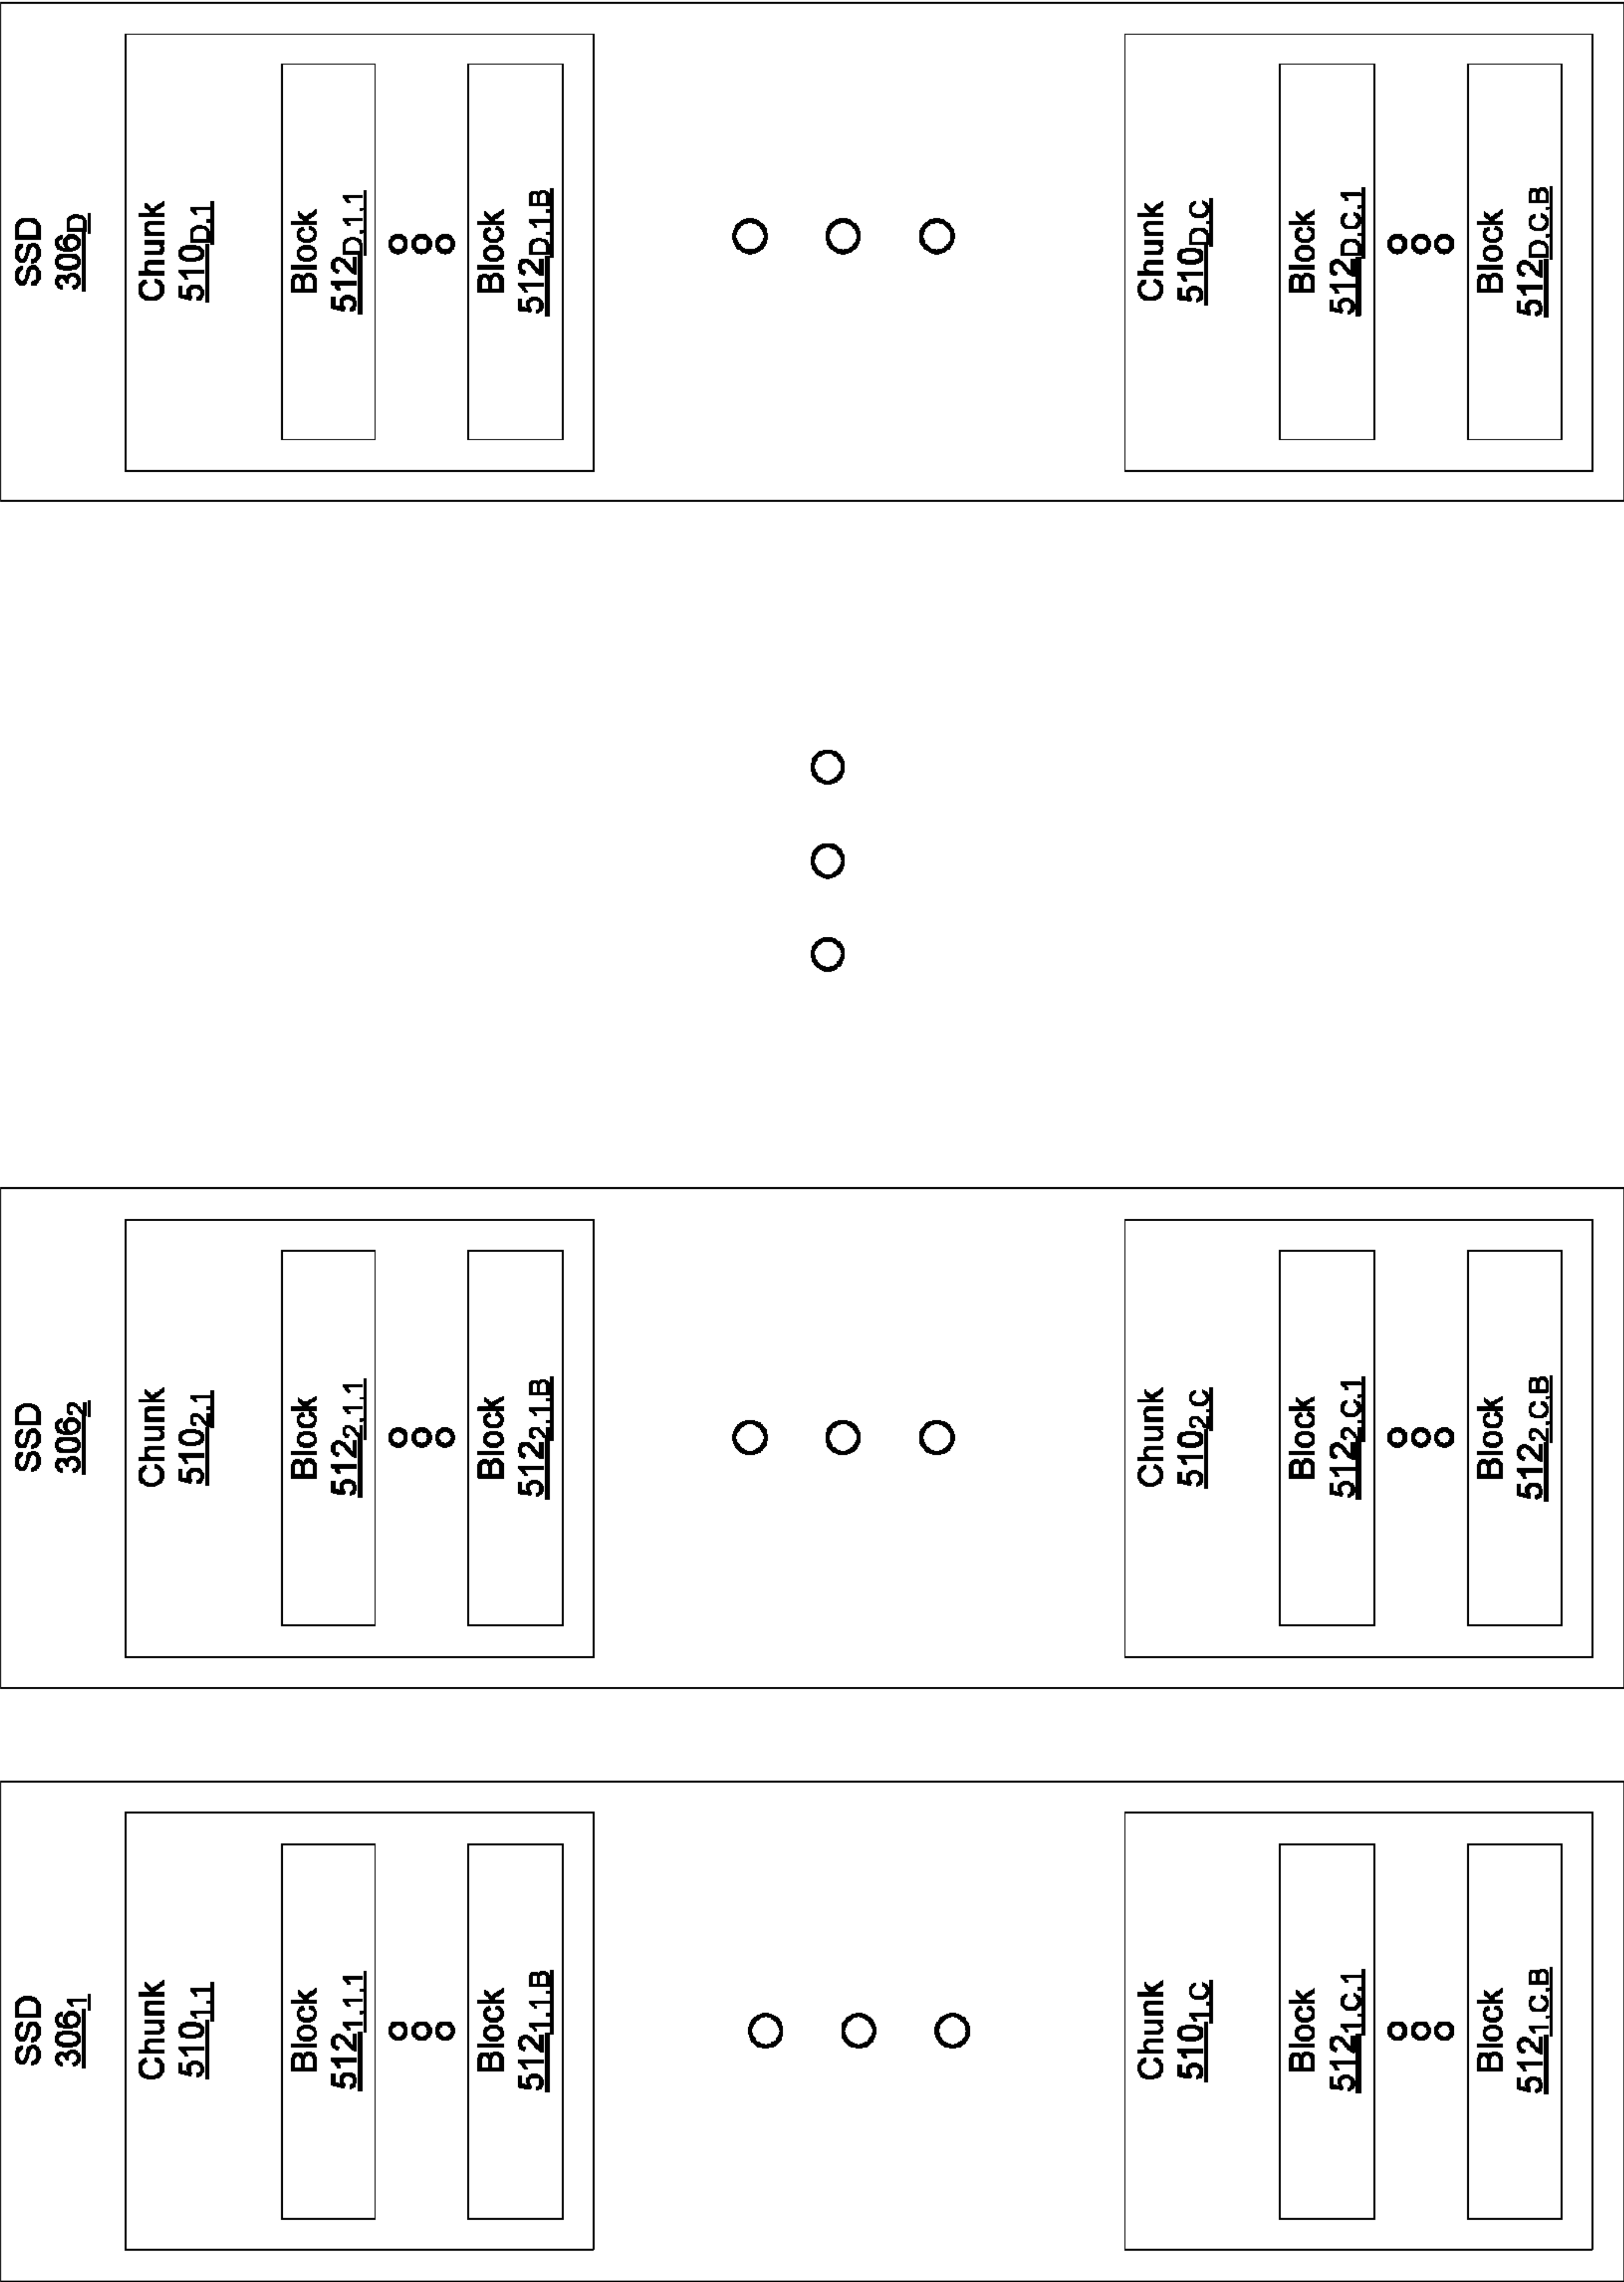 SSD
306₁
Chunk
510₁.₁
Block
512₁.₁.₁
Block
512₁.₁.B
Chunk
510₁.C
Block
512₁.C.₁
Block
512₁.C.B
SSD
306₂
Chunk
510₂.₁
Block
512₂.₁.₁
Block
512₂.₁.B
Chunk
510₂.C
Block
512₂.C.₁
Block
512₂.C.B
SSD
306D
Chunk
510D.₁
Block
512D.₁.₁
Block
512D.₁.B
Chunk
510D.C
Block
512D.C.₁
Block
512D.C.B